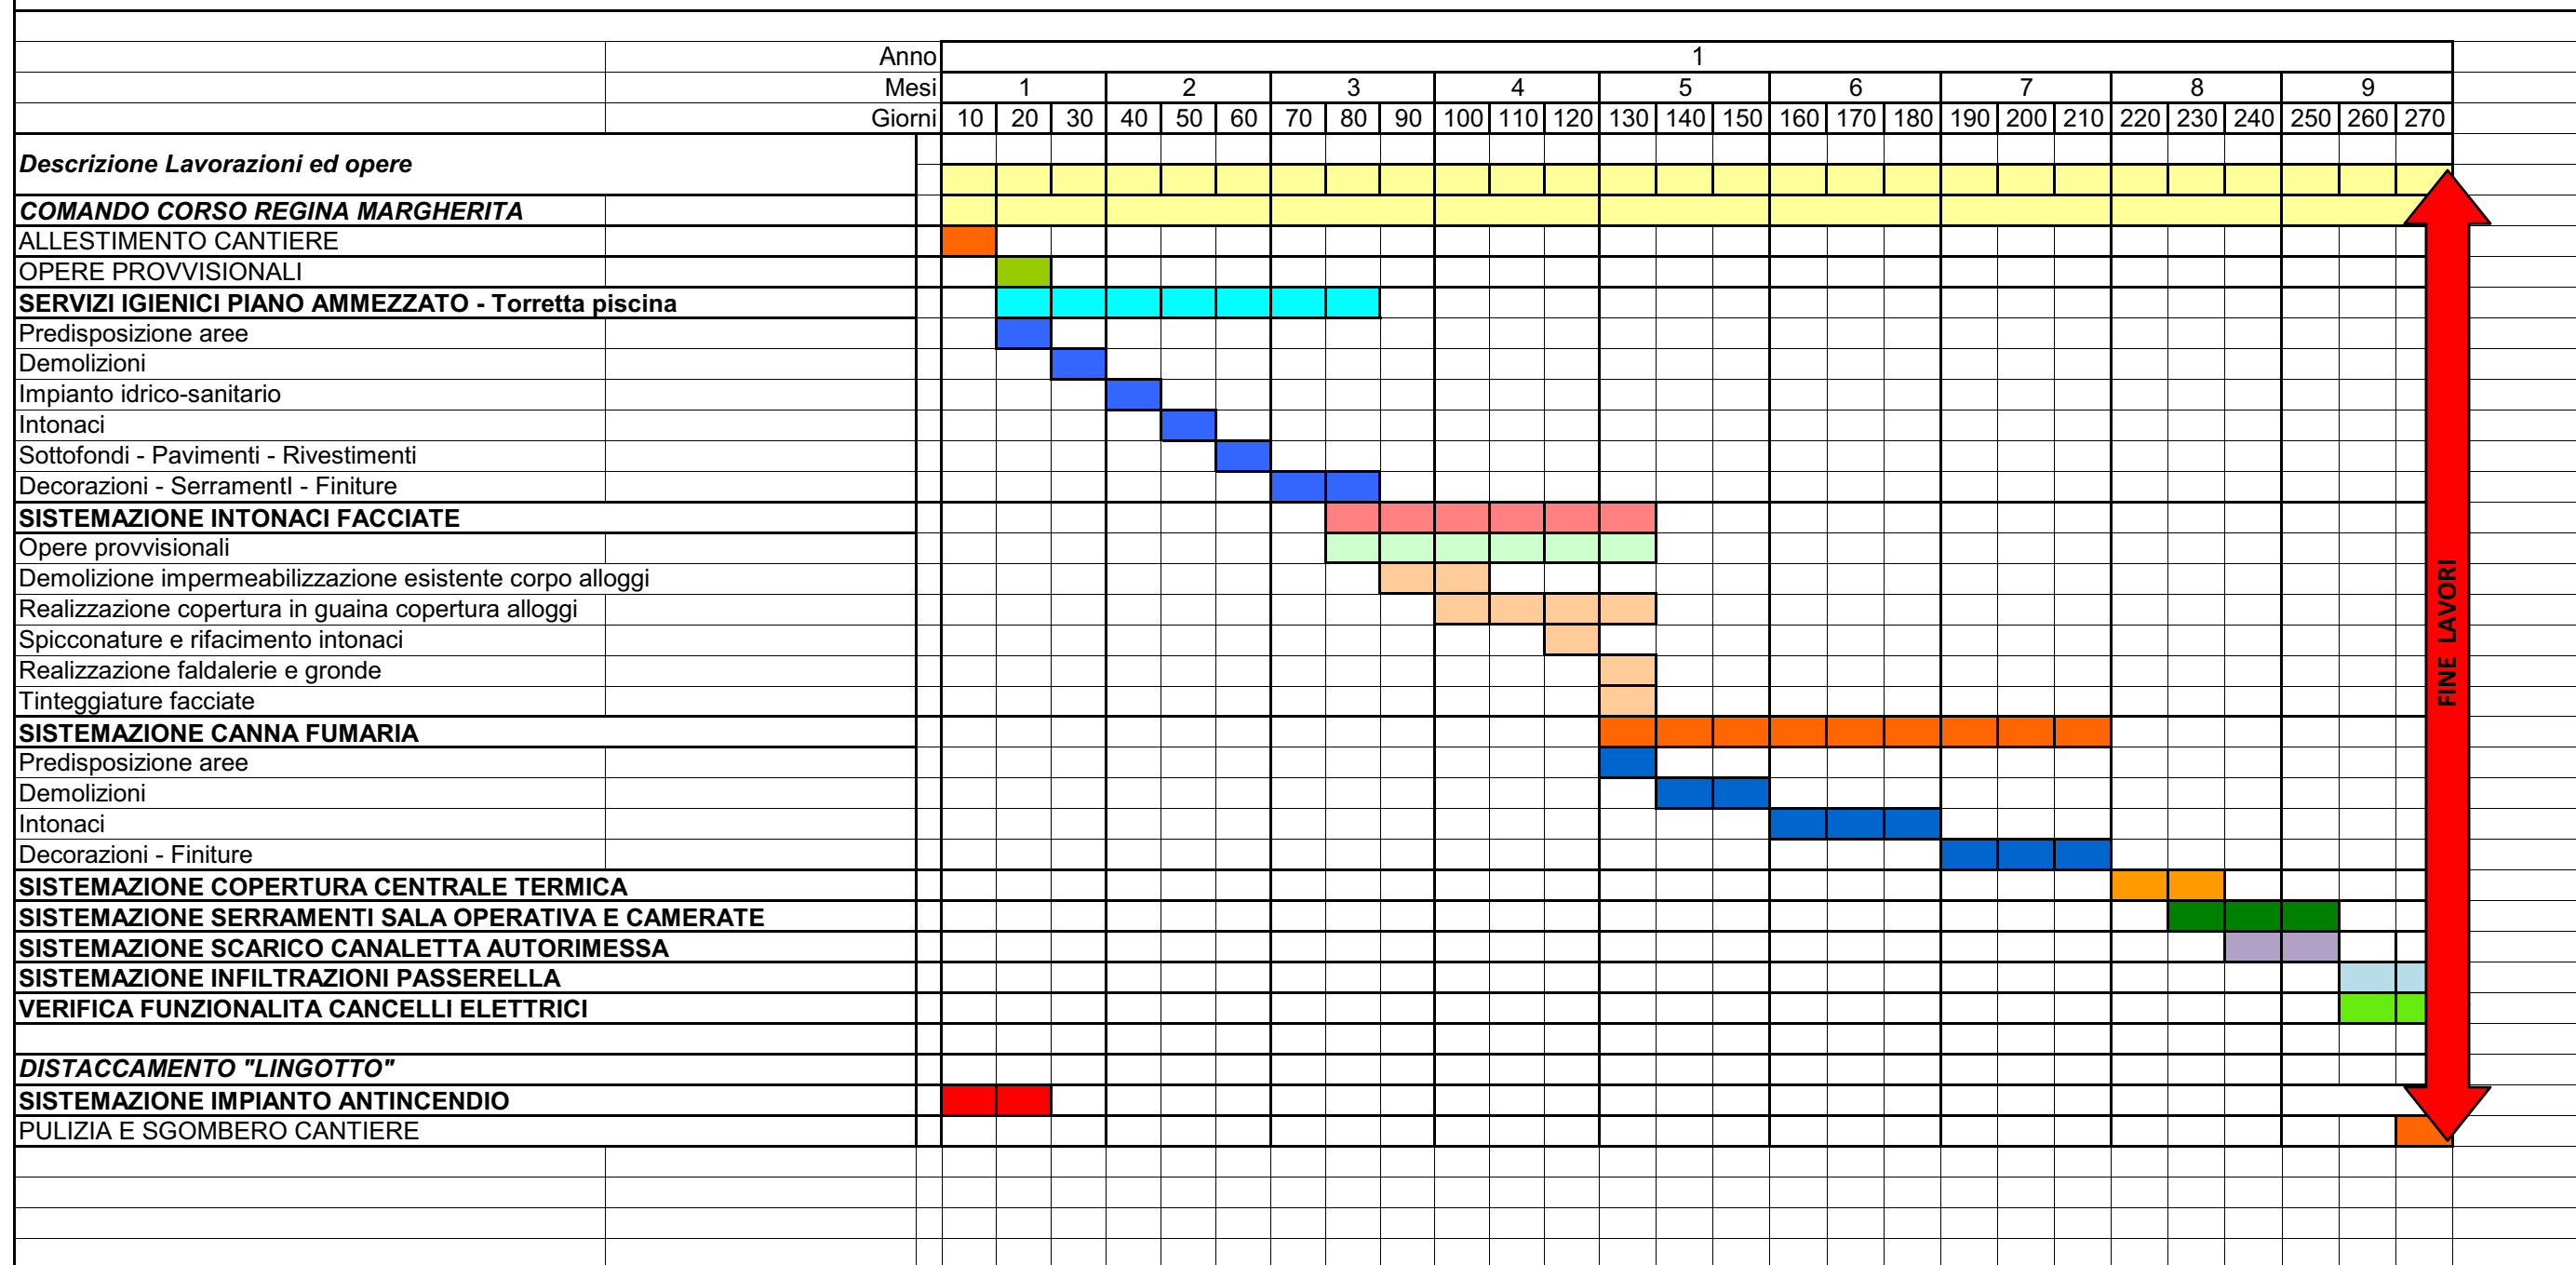 Anno 1
Mesi 1 2 3 4 5 6 7 8 9
Giorni 10 20 30 40 50 60 70 80 90 100 110 120 130 140 150 160 170 180 190 200 210 220 230 240 250 260 270
Descrizione Lavorazioni ed opere
COMANDO CORSO REGINA MARGHERITA
ALLESTIMENTO CANTIERE
OPERE PROVVISIONALI
SERVIZI IGIENICI PIANO AMMEZZATO - Torretta piscina
Predisposizione aree
Demolizioni
Impianto idrico-sanitario
Intonaci
Sottofondi - Pavimenti - Rivestimenti
Decorazioni - SerramentI - Finiture
SISTEMAZIONE INTONACI FACCIATE
Opere provvisionali
Demolizione impermeabilizzazione esistente corpo alloggi
Realizzazione copertura in guaina copertura alloggi
Spicconature e rifacimento intonaci
Realizzazione faldalerie e gronde
Tinteggiature facciate
SISTEMAZIONE CANNA FUMARIA
Predisposizione aree
Demolizioni
Intonaci
Decorazioni - Finiture
SISTEMAZIONE COPERTURA CENTRALE TERMICA
SISTEMAZIONE SERRAMENTI SALA OPERATIVA E CAMERATE
SISTEMAZIONE SCARICO CANALETTA AUTORIMESSA
SISTEMAZIONE INFILTRAZIONI PASSERELLA
VERIFICA FUNZIONALITA CANCELLI ELETTRICI
DISTACCAMENTO "LINGOTTO"
SISTEMAZIONE IMPIANTO ANTINCENDIO
PULIZIA E SGOMBERO CANTIERE
FINE LAVORI